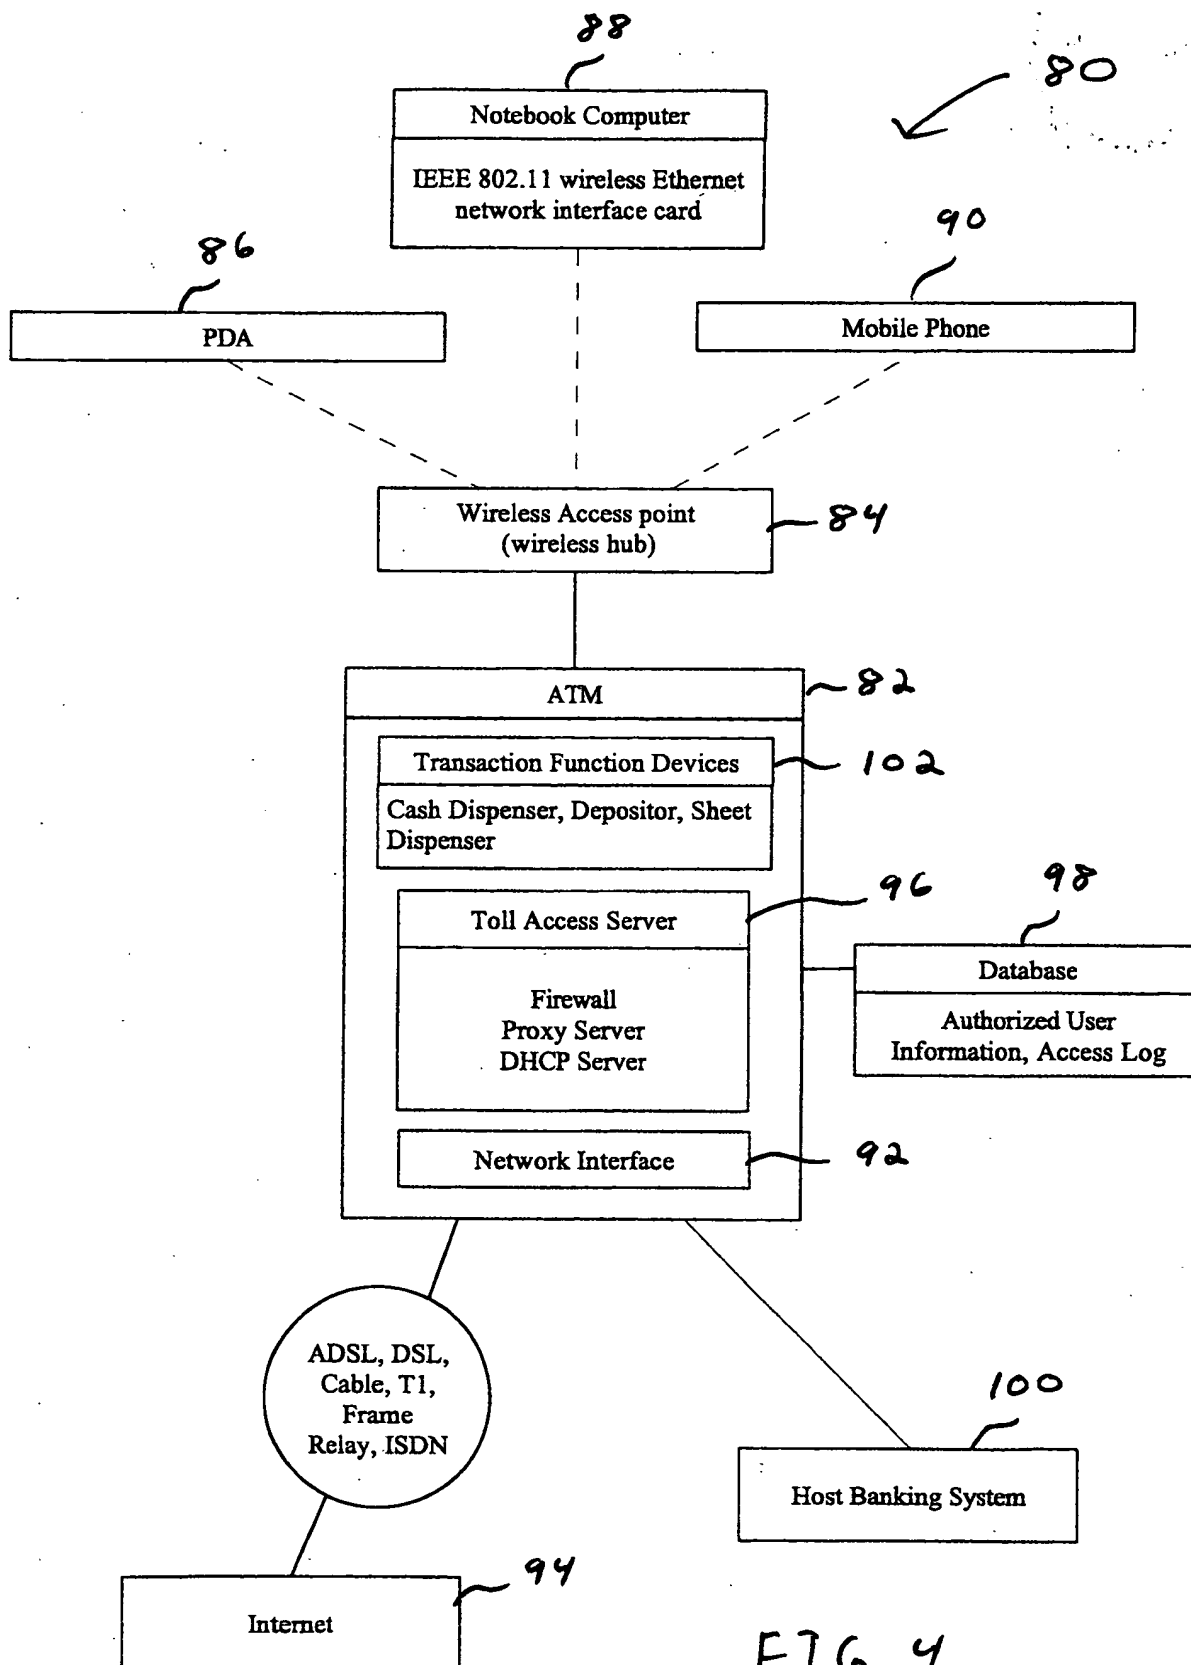 88
80
Notebook Computer
IEEE 802.11 wireless Ethernet
network interface card
86
90
PDA
Mobile Phone
Wireless Access point
(wireless hub)
84
ATM
82
Transaction Function Devices
102
Cash Dispenser, Depositor, Sheet
Dispenser
96
98
Toll Access Server
Database
Firewall
Proxy Server
DHCP Server
Authorized User
Information, Access Log
Network Interface
92
ADSL, DSL,
Cable, T1,
Frame
Relay, ISDN
100
Host Banking System
94
Internet
FIG 4